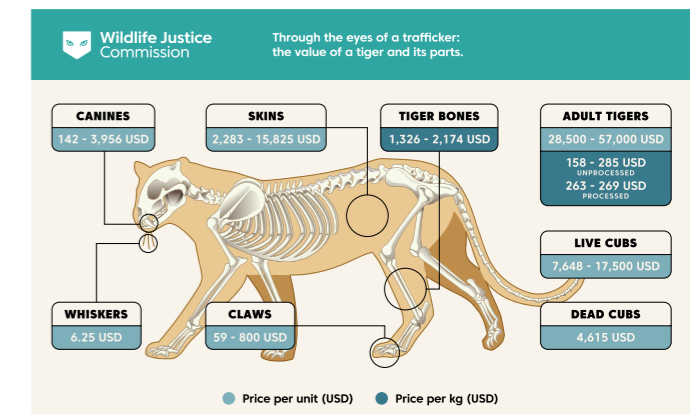 Wildlife Justice
Commission
Through the eyes of a trafficker:
the value of a tiger and its parts.
CANINES
142 - 3,956 USD
SKINS
2,283 - 15,825 USD
TIGER BONES
1,326 - 2,174 USD
ADULT TIGERS
28,500 - 57,000 USD
158 - 285 USD
UNPROCESSED
263 - 269 USD
PROCESSED
LIVE CUBS
7,648 - 17,500 USD
WHISKERS
6.25 USD
CLAWS
59 - 800 USD
DEAD CUBS
4,615 USD
Price per unit (USD)
Price per kg (USD)